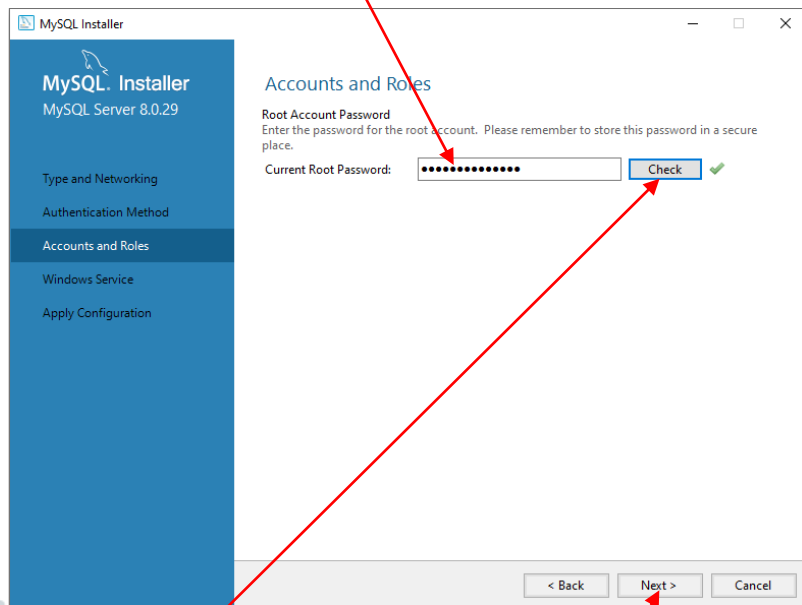 MySQL Installer
MySQL. Installer
MySQL Server 8.0.29
Type and Networking
Authentication Method
Accounts and Roles
Windows Service
Apply Configuration
Accounts and Roles
Root Account Password
Enter the password for the root account. Please remember to store this password in a secure
place.
Current Root Password: ●●●●●●●●●●●●●● Check
< Back Next > Cancel